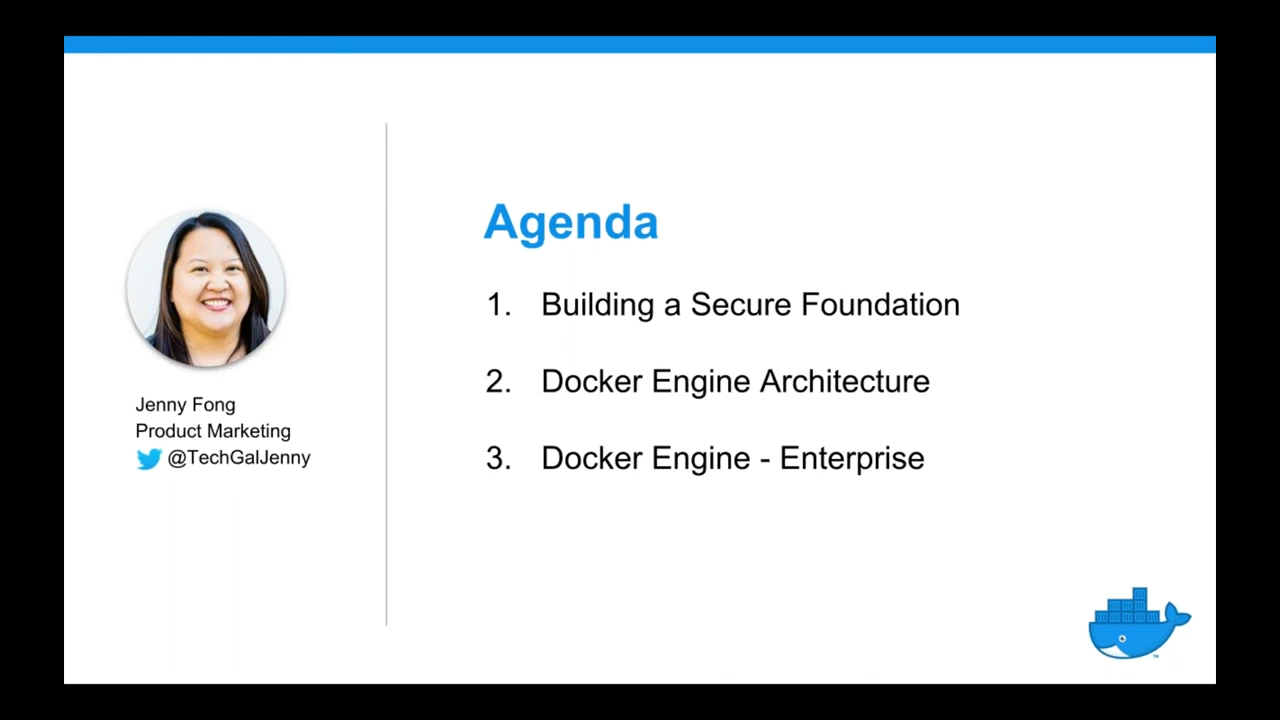 Jenny Fong
Product Marketing
@TechGalJenny
Agenda
1. Building a Secure Foundation
2. Docker Engine Architecture
3. Docker Engine - Enterprise